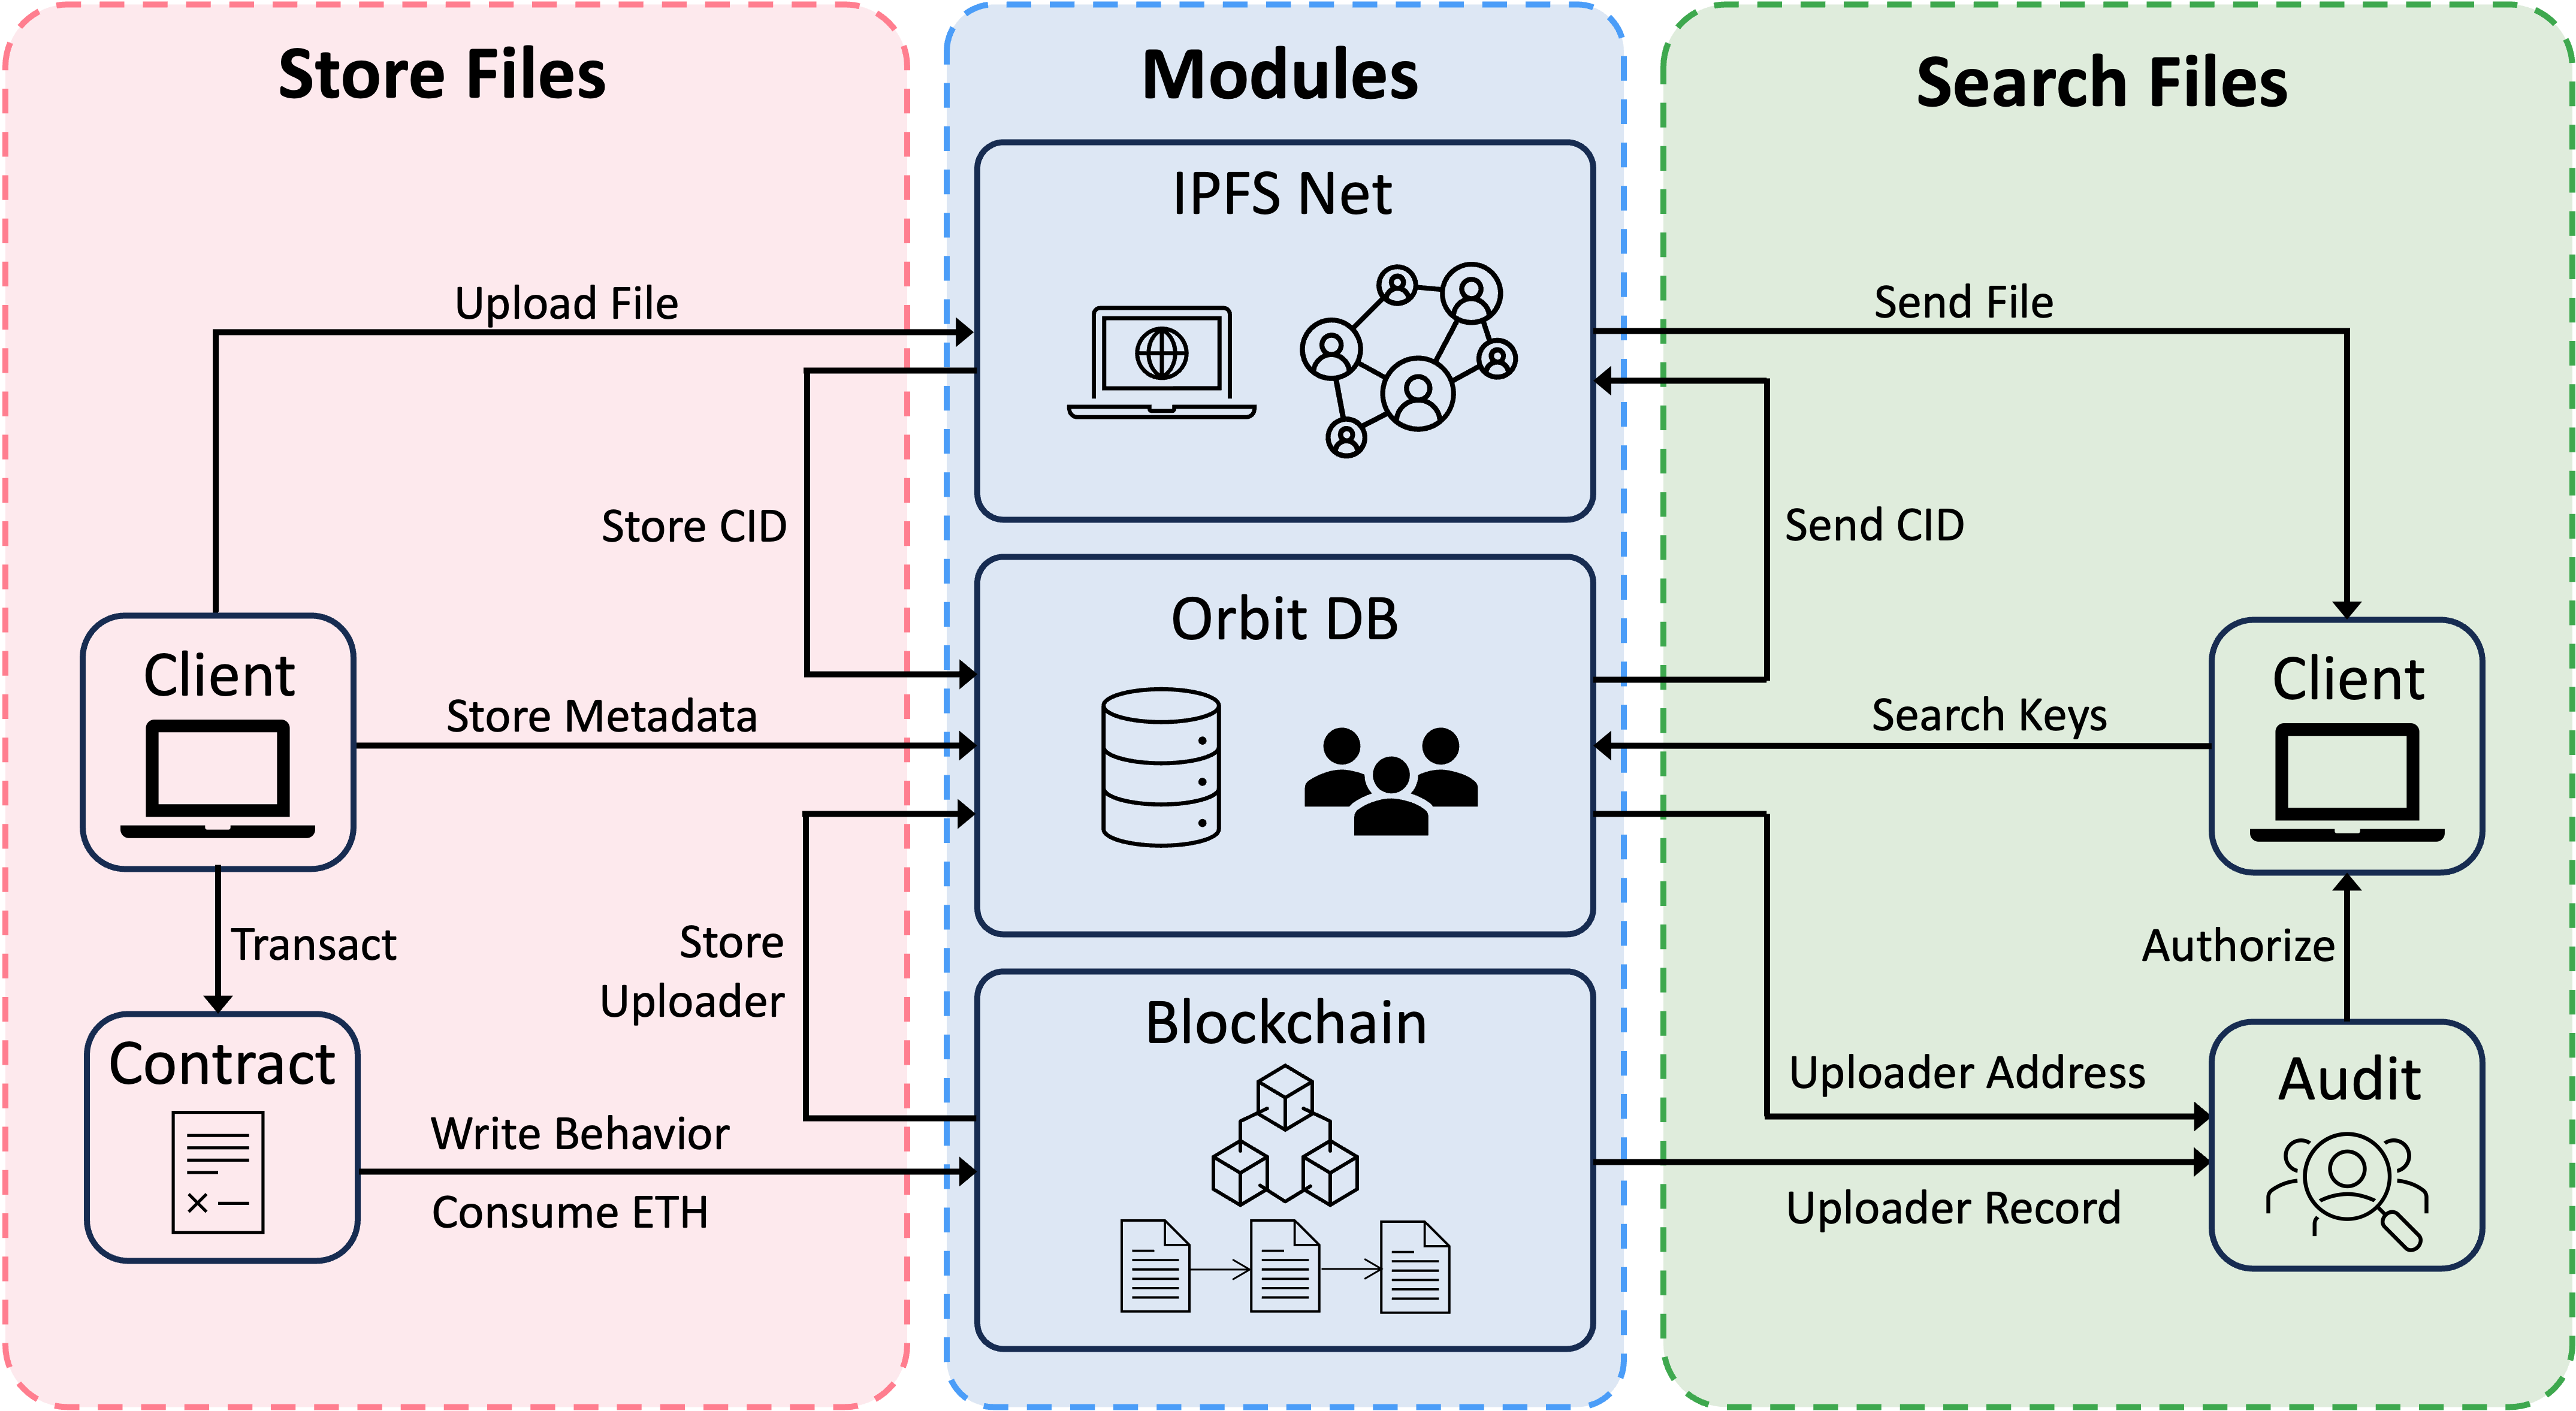 Store Files
Upload File
Store CID
Client
Store Metadata
Transact
Store
Uploader
Contract
Write Behavior
Consume ETH
Modules
IPFS Net
Orbit DB
Blockchain
Search Files
Send File
Send CID
Client
Search Keys
Authorize
Uploader Address
Audit
Uploader Record